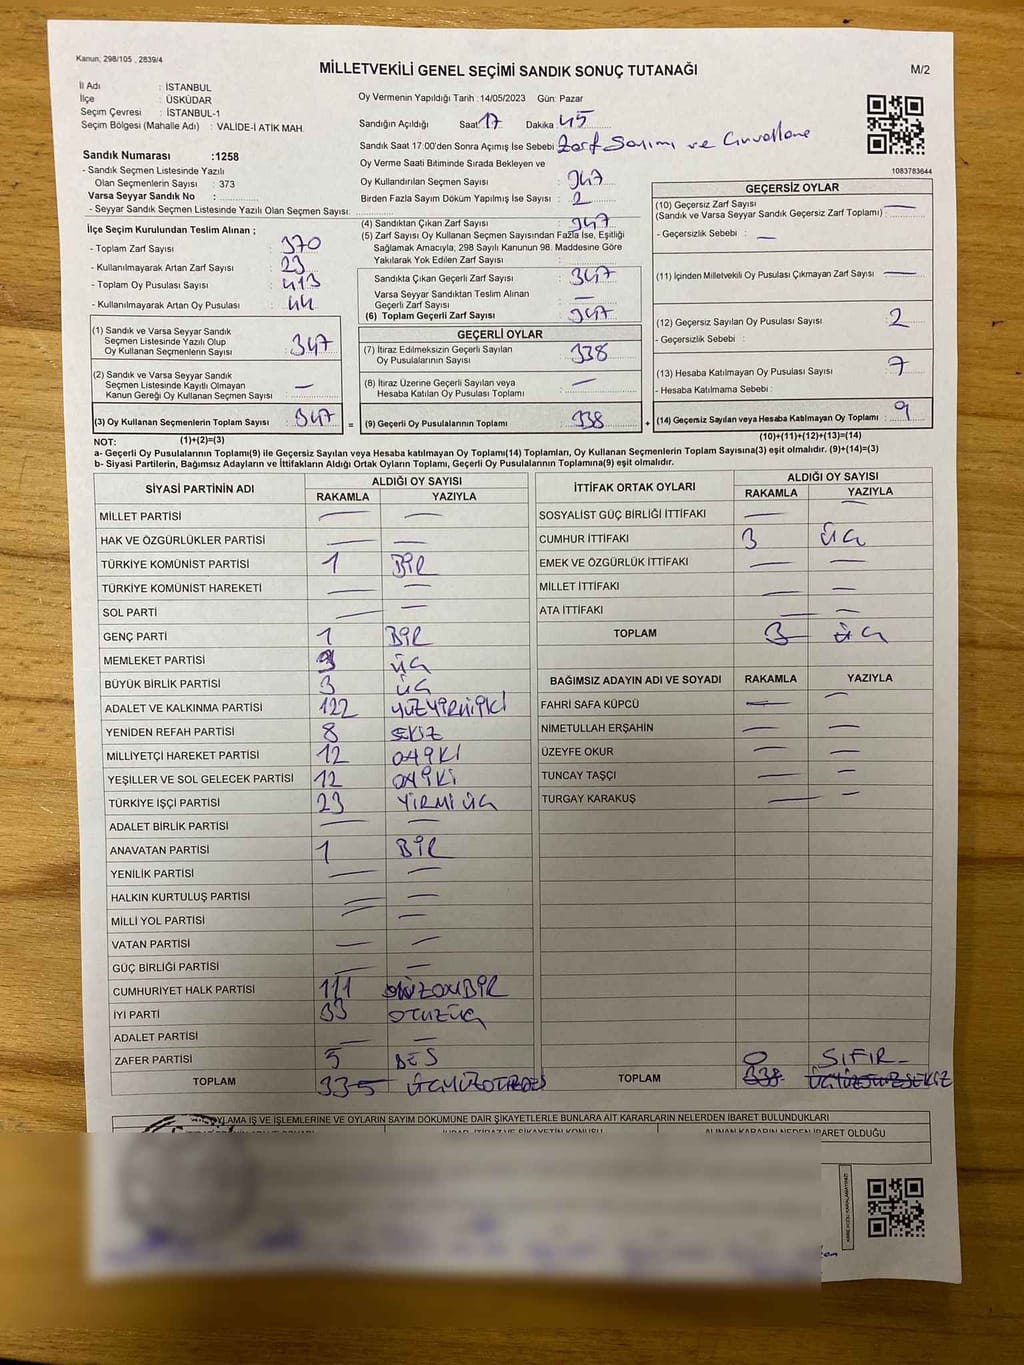 Kanun; 298/105 , 2839/4
MİLLETVEKİLİ GENEL SEÇİMİ SANDIK SONUÇ TUTANAĞI
M/2
İl Adı : İSTANBUL
İlçe : ÜSKÜDAR
Seçim Çevresi : İSTANBUL-1
Seçim Bölgesi (Mahalle Adı) : VALİDE-İ ATİK MAH.
Sandık Numarası :1258
- Sandık Seçmen Listesinde Yazılı
Olan Seçmenlerin Sayısı : 373
Varsa Seyyar Sandık No :
- Seyyar Sandık Seçmen Listesinde Yazılı Olan Seçmen Sayısı:
Oy Vermenin Yapıldığı Tarih :14/05/2023 Gün: Pazar
Sandığın Açıldığı Saat 17 Dakika 45
Sandık Saat 17:00'den Sonra Açımış İse Sebebi Zarf Sayımı ve
Oy Verme Saati Bitiminde Sırada Bekleyen ve
Oy Kullandırılan Seçmen Sayısı 347
Birden Fazla Sayım Döküm Yapılmış İse Sayısı : 2
1083783644
İlçe Seçim Kurulundan Teslim Alınan ;
- Toplam Zarf Sayısı : 370
- Kullanılmayarak Artan Zarf Sayısı : 23
- Toplam Oy Pusulası Sayısı : 413
- Kullanılmayarak Artan Oy Pusulası : 44
(4) Sandıktan Çıkan Zarf Sayısı : 347
(5) Zarf Sayısı Oy Kullanan Seçmen Sayısından Fazla İse, Eşitliği
Sağlamak Amacıyla, 298 Sayılı Kanunun 98. Maddesine Göre
Yakılarak Yok Edilen Zarf Sayısı :
Sandıkta Çıkan Geçerli Zarf Sayısı : 347
Varsa Seyyar Sandıktan Teslim Alınan
Geçerli Zarf Sayısı : —
(6) Toplam Geçerli Zarf Sayısı : 347
GEÇERSİZ OYLAR
(10) Geçersiz Zarf Sayısı —
(Sandık ve Varsa Seyyar Sandık Geçersiz Zarf Toplamı) :
- Geçersizlik Sebebi : —
(11) İçinden Milletvekili Oy Pusulası Çıkmayan Zarf Sayısı —
(12) Geçersiz Sayılan Oy Pusulası Sayısı : 2
- Geçersizlik Sebebi :
(13) Hesaba Katılmayan Oy Pusulası Sayısı : 7
- Hesaba Katılmama Sebebi :
(14) Geçersiz Sayılan veya Hesaba Katılmayan Oy Toplamı : 9
(10)+(11)+(12)+(13)=(14)
(1) Sandık ve Varsa Seyyar Sandık
Seçmen Listesinde Yazılı Olup
Oy Kullanan Seçmenlerin Sayısı : 347
(2) Sandık ve Varsa Seyyar Sandık
Seçmen Listesinde Kayıtlı Olmayan
Kanun Gereği Oy Kullanan Seçmen Sayısı : —
(3) Oy Kullanan Seçmenlerin Toplam Sayısı : 347 =
(1)+(2)=(3)
GEÇERLİ OYLAR
(7) İtiraz Edilmeksizin Geçerli Sayılan
Oy Pusulalarının Sayısı : 338
(8) İtiraz Üzerine Geçerli Sayılan veya
Hesaba Katılan Oy Pusulası Toplamı : —
(9) Geçerli Oy Pusulalarının Toplamı : 338 +
NOT:
a- Geçerli Oy Pusulalarının Toplamı(9) ile Geçersiz Sayılan veya Hesaba katılmayan Oy Toplamı(14) Toplamları, Oy Kullanan Seçmenlerin Toplam Sayısına(3) eşit olmalıdır. (9)+(14)=(3)
b- Siyasi Partilerin, Bağımsız Adayların ve İttifakların Aldığı Ortak Oyların Toplamı, Geçerli Oy Pusulalarının Toplamına(9) eşit olmalıdır.
SİYASİ PARTİNİN ADI ALDIĞI OY SAYISI
RAKAMLA YAZIYLA
MİLLET PARTİSİ — —
HAK VE ÖZGÜRLÜKLER PARTİSİ — —
TÜRKİYE KOMÜNİST PARTİSİ 1 BİR
TÜRKİYE KOMÜNİST HAREKETİ — —
SOL PARTİ — —
GENÇ PARTİ 1 BİR
MEMLEKET PARTİSİ 3 ÜÇ
BÜYÜK BİRLİK PARTİSİ 3 ÜÇ
ADALET VE KALKINMA PARTİSİ 122 YÜZYİRMİİKİ
YENİDEN REFAH PARTİSİ 8 SEKİZ
MİLLİYETÇİ HAREKET PARTİSİ 12 ONİKİ
YEŞİLLER VE SOL GELECEK PARTİSİ 12 ONİKİ
TÜRKİYE İŞÇİ PARTİSİ 23 YİRMİ ÜÇ
ADALET BİRLİK PARTİSİ — —
ANAVATAN PARTİSİ 1 BİR
YENİLİK PARTİSİ — —
HALKIN KURTULUŞ PARTİSİ — —
MİLLİ YOL PARTİSİ — —
VATAN PARTİSİ — —
GÜÇ BİRLİĞİ PARTİSİ — —
CUMHURİYET HALK PARTİSİ 111 YÜZONBİR
İYİ PARTİ 33 OTUZÜÇ
ADALET PARTİSİ — —
ZAFER PARTİSİ 5 BEŞ
TOPLAM 335 ÜÇYÜZOTUZBEŞ
İTTİFAK ORTAK OYLARI ALDIĞI OY SAYISI
RAKAMLA YAZIYLA
SOSYALİST GÜÇ BİRLİĞİ İTTİFAKI — —
CUMHUR İTTİFAKI 3 ÜÇ
EMEK VE ÖZGÜRLÜK İTTİFAKI — —
MİLLET İTTİFAKI — —
ATA İTTİFAKI — —
TOPLAM 3 ÜÇ
BAĞIMSIZ ADAYIN ADI VE SOYADI RAKAMLA YAZIYLA
FAHRİ SAFA KÜPCÜ — —
NİMETULLAH ERŞAHİN — —
ÜZEYFE OKUR — —
TUNCAY TAŞÇI — —
TURGAY KARAKUŞ — —
0 SIFIR
TOPLAM 338 ÜÇYÜZOTUZSEKİZ
OYLAMA İŞ VE İŞLEMLERİNE VE OYLARIN SAYIM DÖKÜMÜNE DAİR ŞİKAYETLERLE BUNLARA AİT KARARLARIN NELERDEN İBARET BULUNDUKLARI
ALINAN KARARIN NEDEN İBARET OLDUĞU